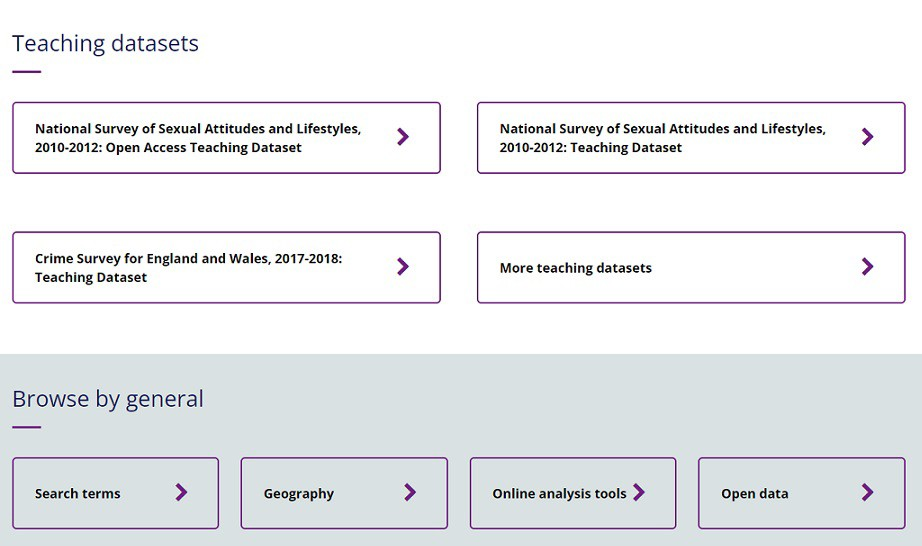 Teaching datasets
National Survey of Sexual Attitudes and Lifestyles,
2010-2012: Open Access Teaching Dataset
National Survey of Sexual Attitudes and Lifestyles,
2010-2012: Teaching Dataset
Crime Survey for England and Wales, 2017-2018:
Teaching Dataset
More teaching datasets
Browse by general
Search terms
Geography
Online analysis tools
Open data